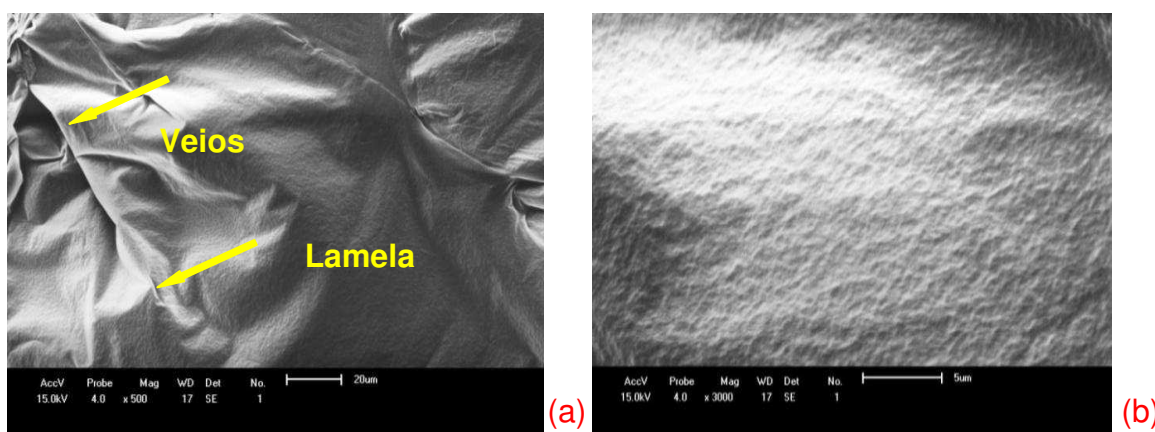 Veios
Lamela
AccV Probe Mag WD Det No. 20um
15.0kV 4.0 x 500 17 SE 1
(a)
AccV Probe Mag WD Det No. 5um
15.0kV 4.0 x 3000 17 SE 1
(b)